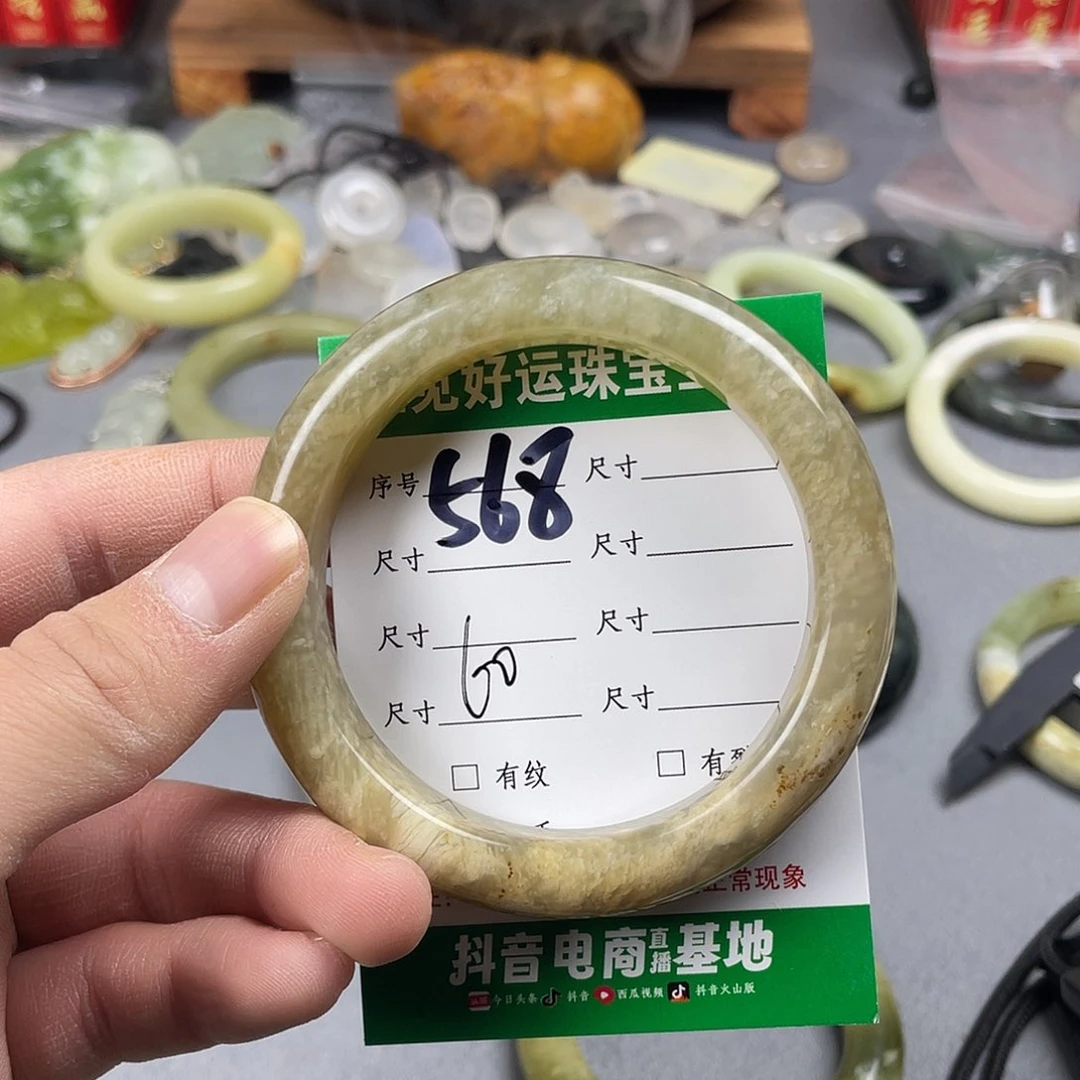 见好运珠宝
序号 568 尺寸
尺寸 尺寸
尺寸 60 尺寸
尺寸 尺寸
□ 有纹 □ 有
正常现象
抖音电商直播基地
今日头条 抖音 西瓜视频 抖音火山版